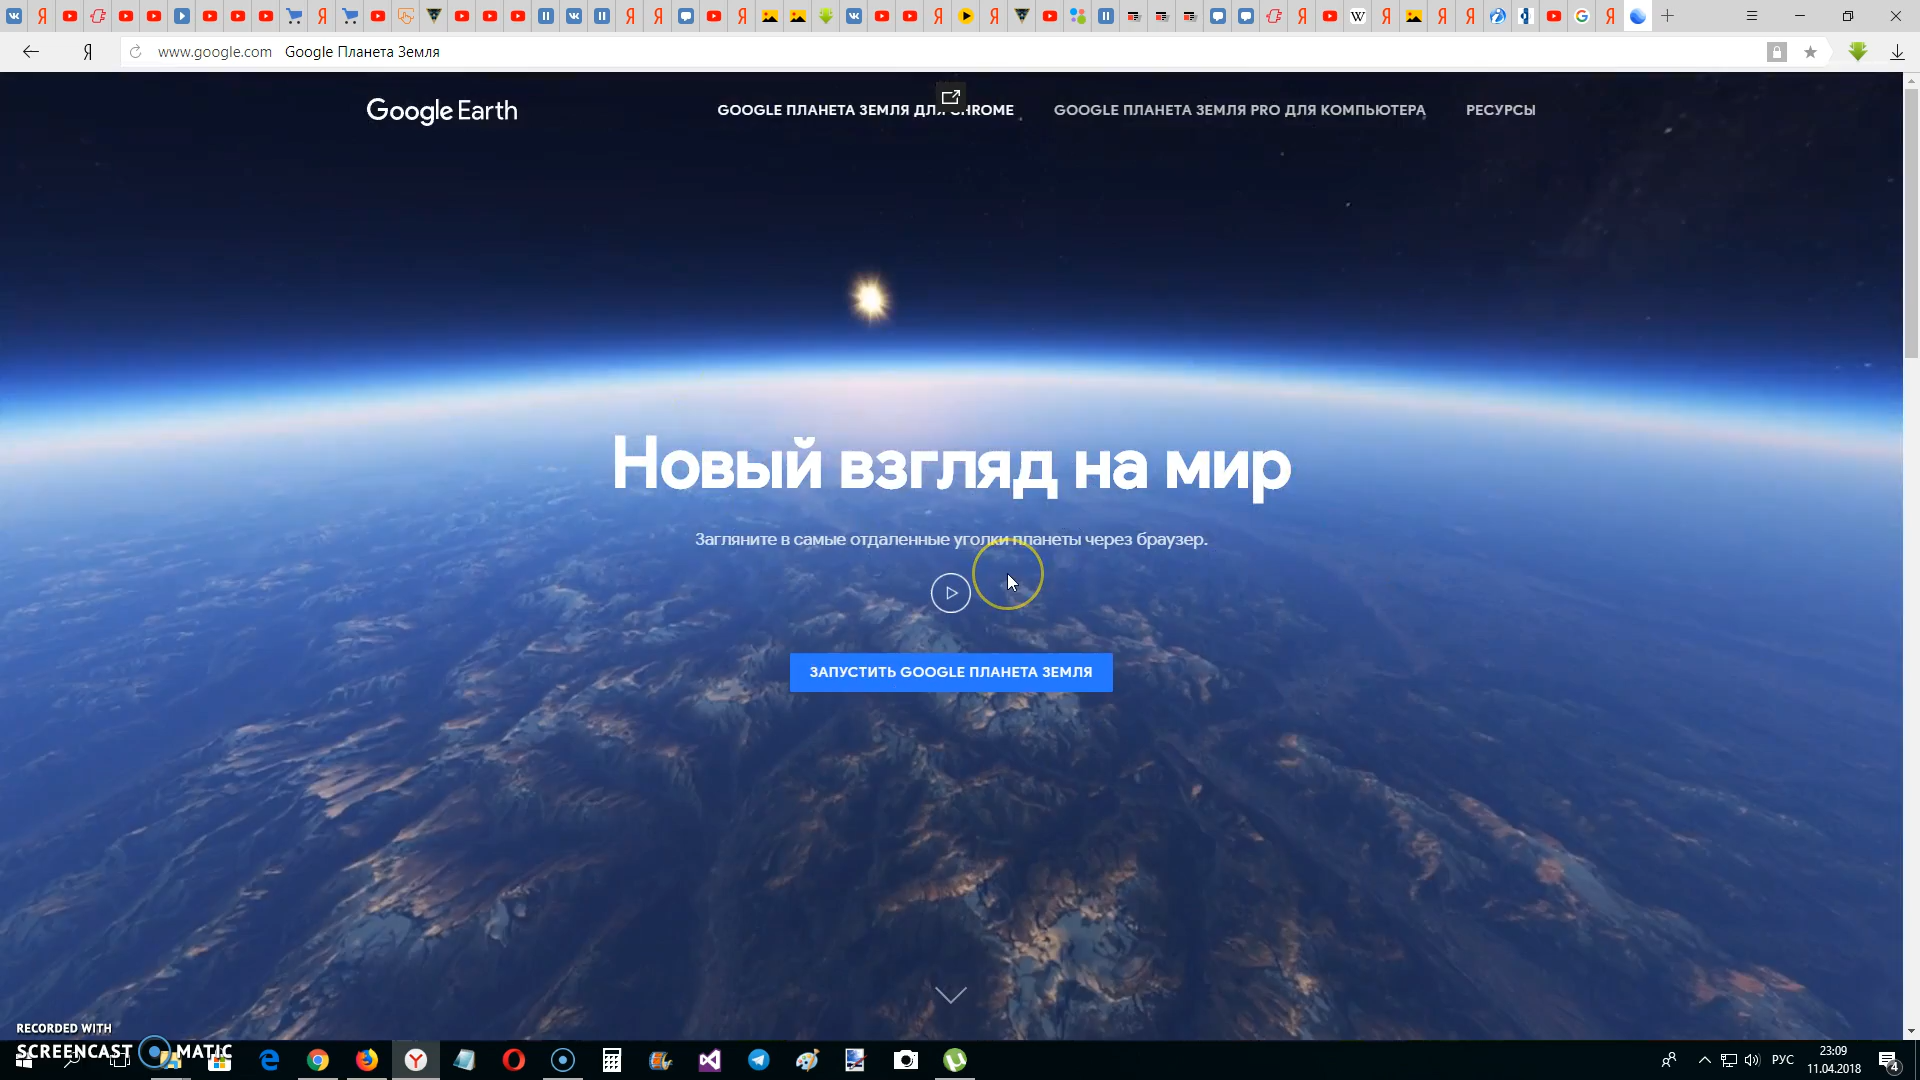 www.google.com Google Планета Земля
Google Earth
GOOGLE ПЛАНЕТА ЗЕМЛЯ ДЛЯ CHROME
GOOGLE ПЛАНЕТА ЗЕМЛЯ PRO ДЛЯ КОМПЬЮТЕРА
РЕСУРСЫ
Новый взгляд на мир
Загляните в самые отдаленные уголки планеты через браузер.
ЗАПУСТИТЬ GOOGLE ПЛАНЕТА ЗЕМЛЯ
RECORDED WITH
SCREENCAST MATIC
РУС
23:09
11.04.2018
4